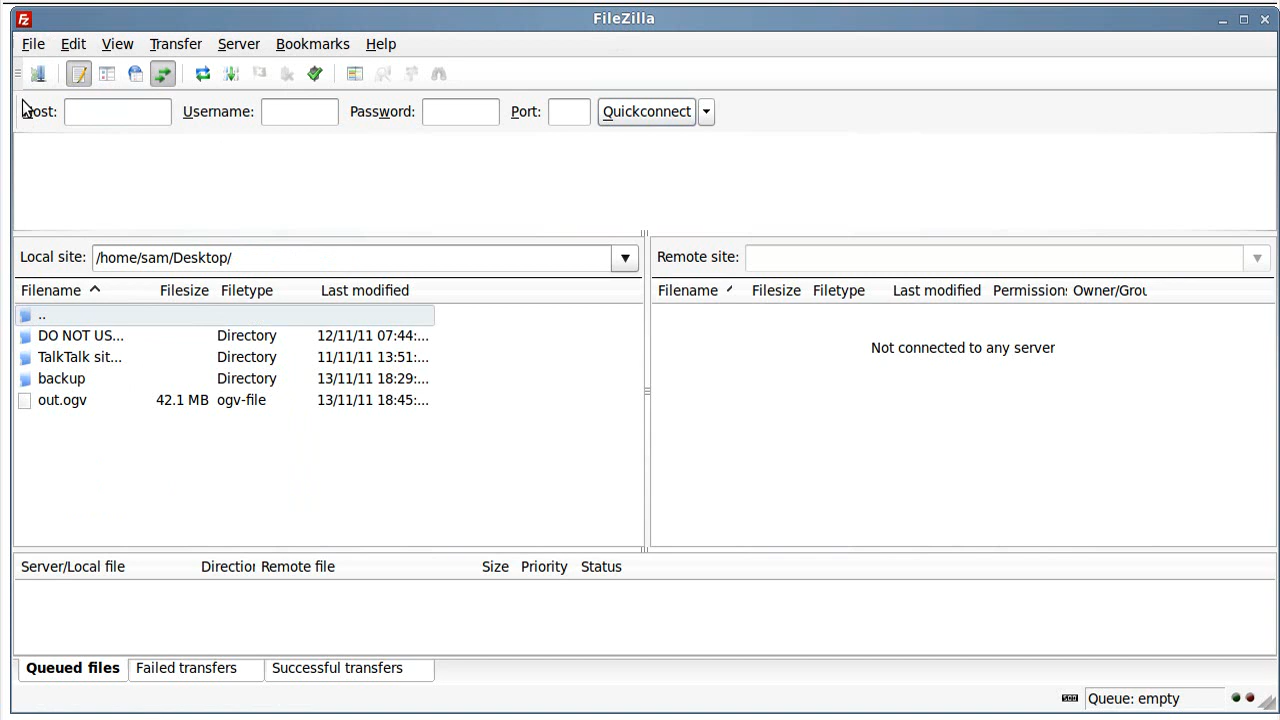 FileZilla
File Edit View Transfer Server Bookmarks Help
ost: Username: Password: Port: Quickconnect
Local site: /home/sam/Desktop/
Filename Filesize Filetype Last modified
..
DO NOT US... Directory 12/11/11 07:44:...
TalkTalk sit... Directory 11/11/11 13:51:...
backup Directory 13/11/11 18:29:...
out.ogv 42.1 MB ogv-file 13/11/11 18:45:...
Remote site:
Filename Filesize Filetype Last modified Permission: Owner/Grou
Not connected to any server
Server/Local file Direction Remote file Size Priority Status
Queued files Failed transfers Successful transfers
Queue: empty